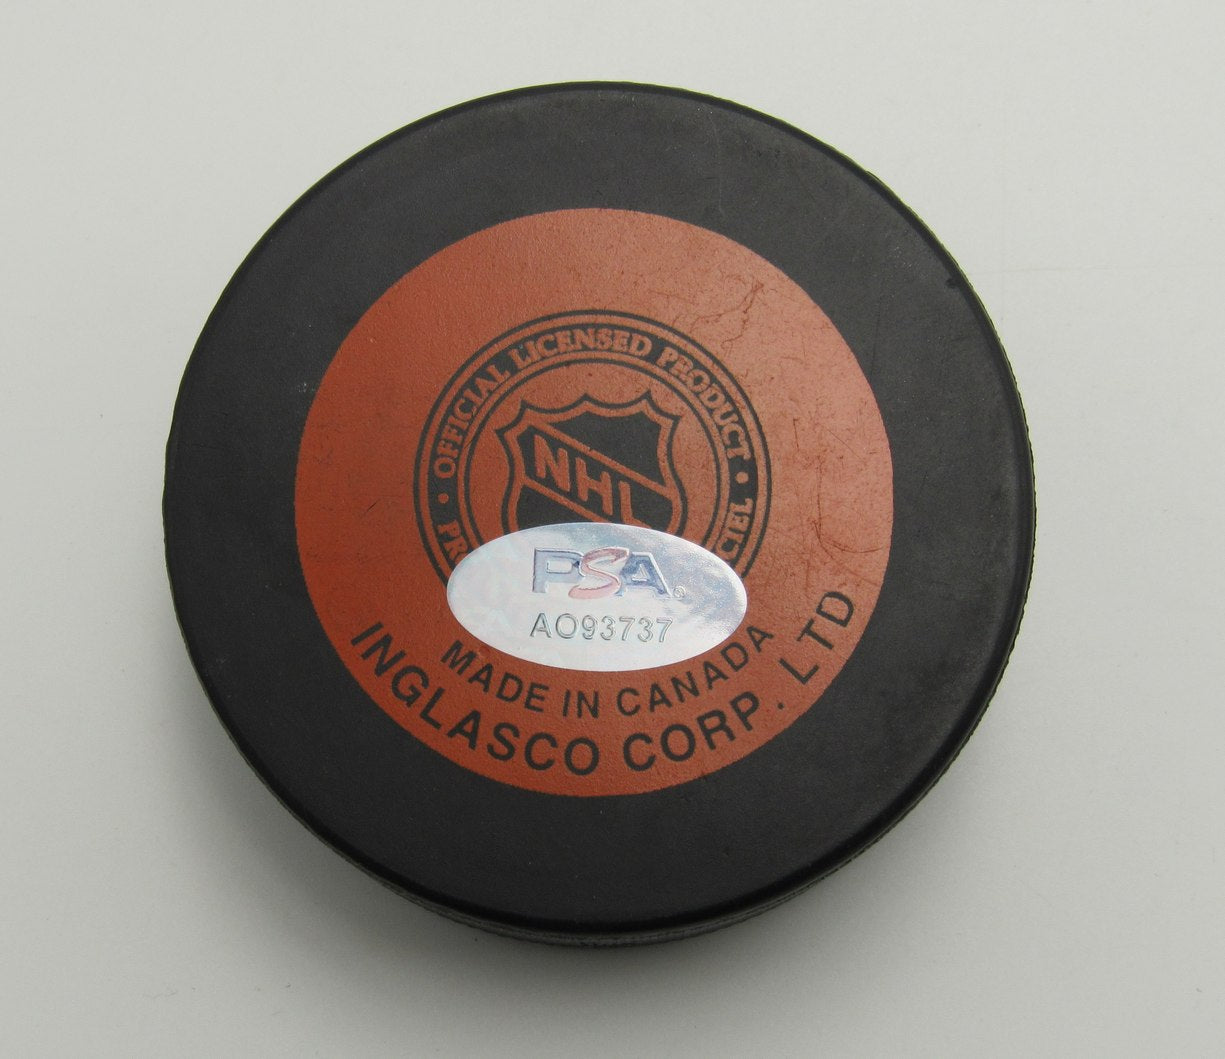 • OFFICIAL LICENSED PRODUCT •
NHL
PSA®
AO93737
MADE IN CANADA
INGLASCO CORP. LTD